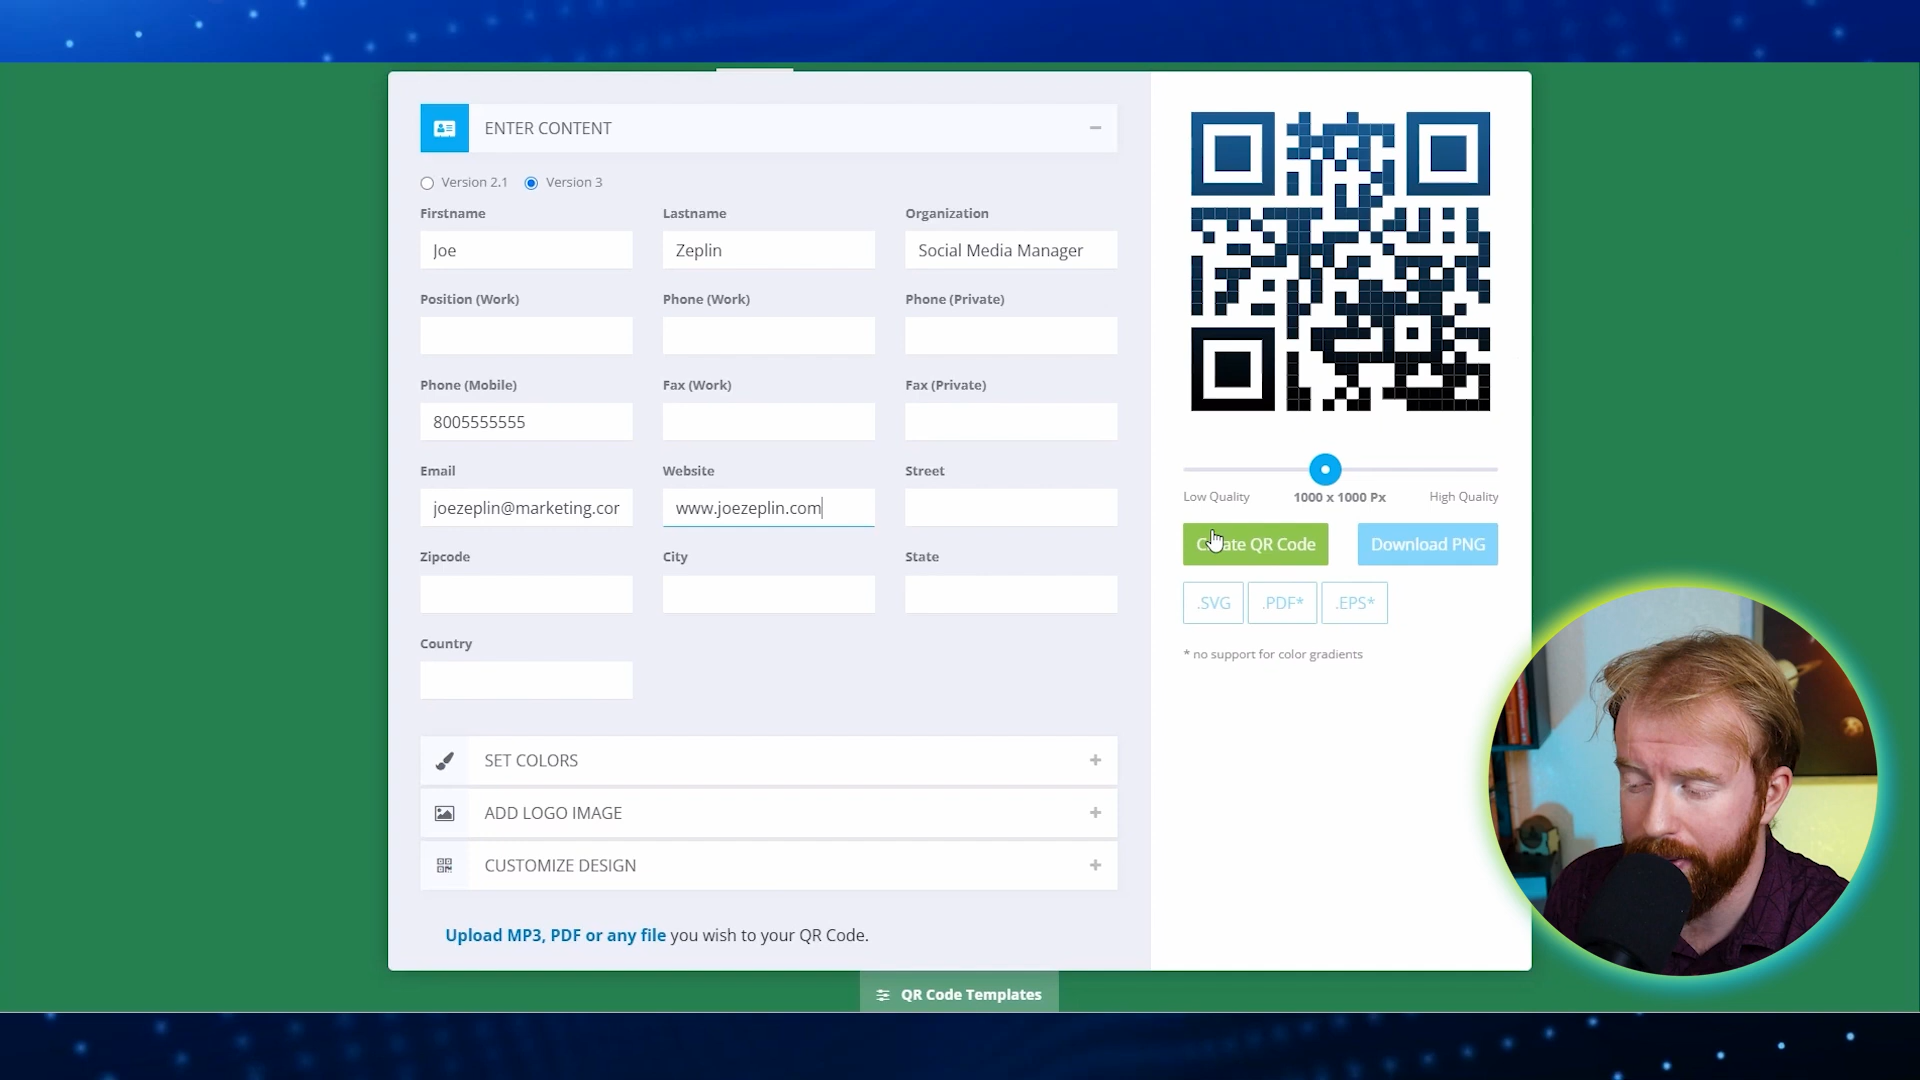 ENTER CONTENT
Version 2.1 Version 3
Firstname Lastname Organization
Joe Zeplin Social Media Manager
Position (Work) Phone (Work) Phone (Private)
Phone (Mobile) Fax (Work) Fax (Private)
8005555555
Email Website Street
joezeplin@marketing.cor www.joezeplin.com
Zipcode City State
Country
SET COLORS
ADD LOGO IMAGE
CUSTOMIZE DESIGN
Upload MP3, PDF or any file you wish to your QR Code.
Low Quality 1000 x 1000 Px High Quality
Create QR Code Download PNG
.SVG .PDF* .EPS*
* no support for color gradients
QR Code Templates